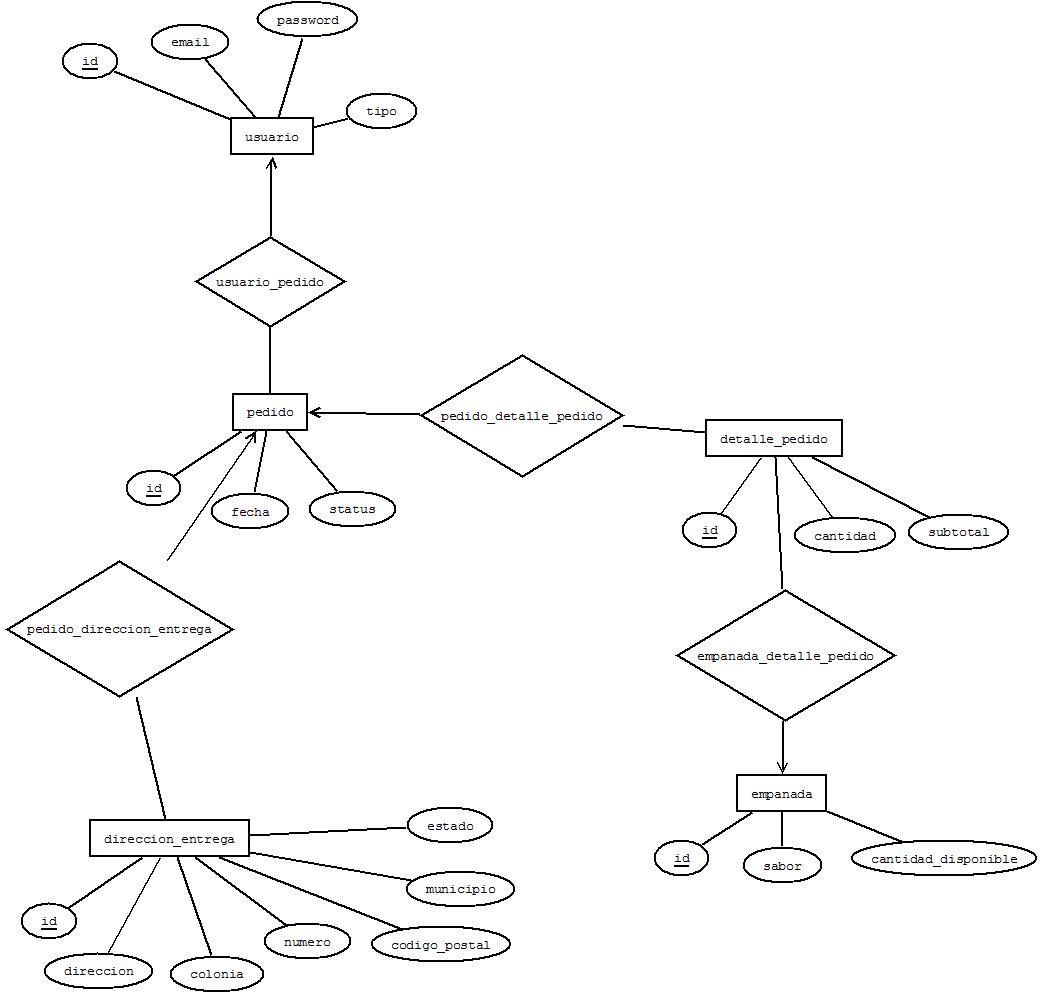 password
email
id
tipo
usuario
usuario_pedido
pedido
pedido_detalle_pedido
detalle_pedido
id
fecha
status
id
cantidad
subtotal
pedido_direccion_entrega
empanada_detalle_pedido
empanada
direccion_entrega
estado
id
sabor
cantidad_disponible
municipio
id
numero
codigo_postal
direccion
colonia